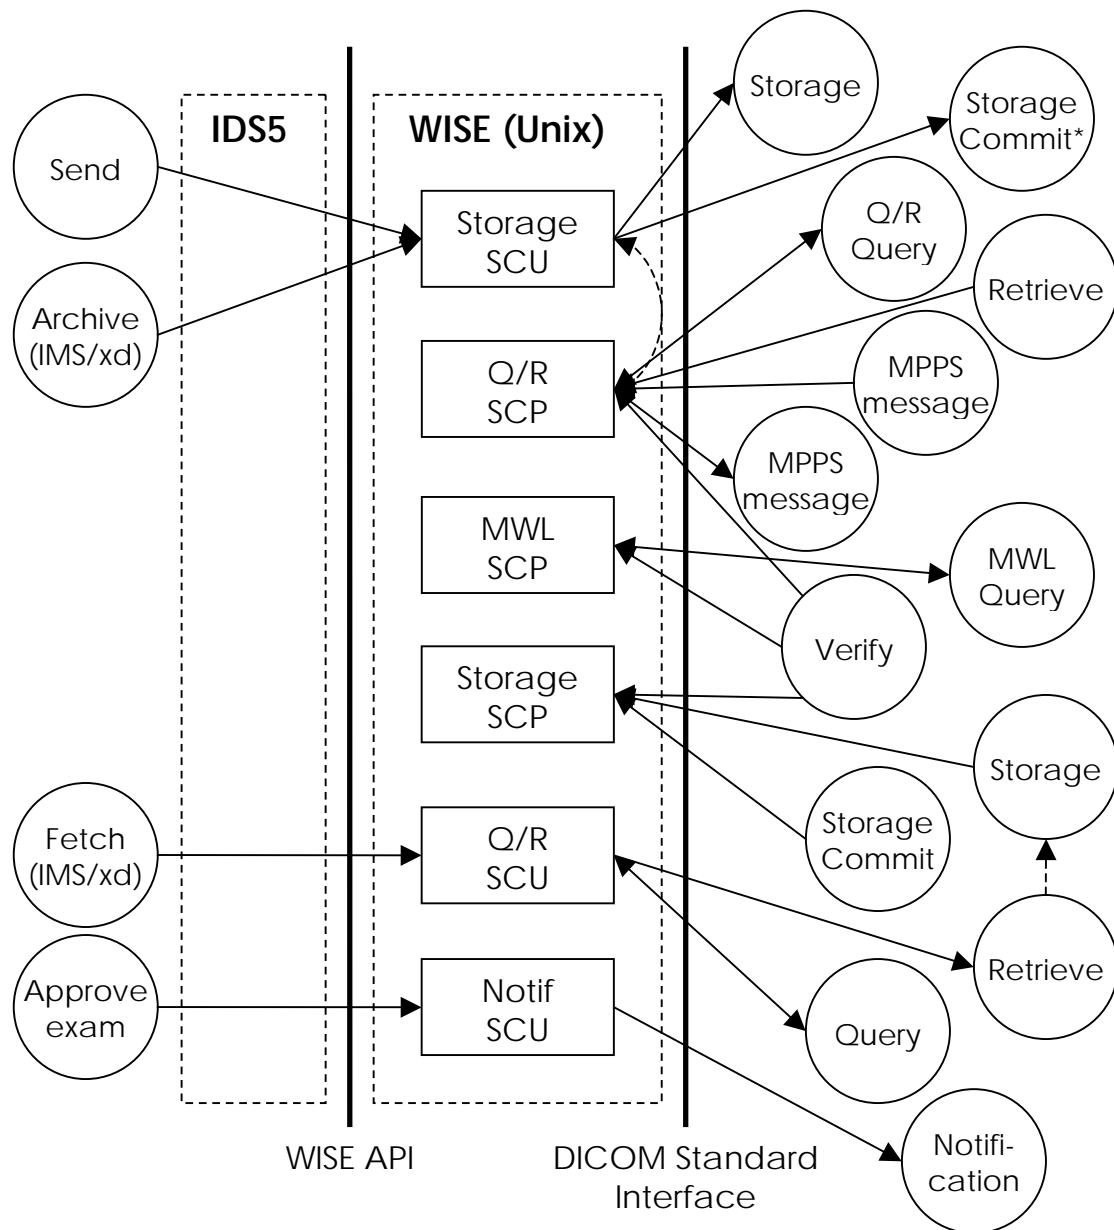 IDS5
WISE (Unix)
Send
Archive
(IMS/xd)
Fetch
(IMS/xd)
Approve
exam
Storage
SCU
Q/R
SCP
MWL
SCP
Storage
SCP
Q/R
SCU
Notif
SCU
Storage
Storage
Commit*
Q/R
Query
Retrieve
MPPS
message
MPPS
message
MWL
Query
Verify
Storage
Storage
Commit
Retrieve
Query
Notifi-
cation
WISE API
DICOM Standard
Interface